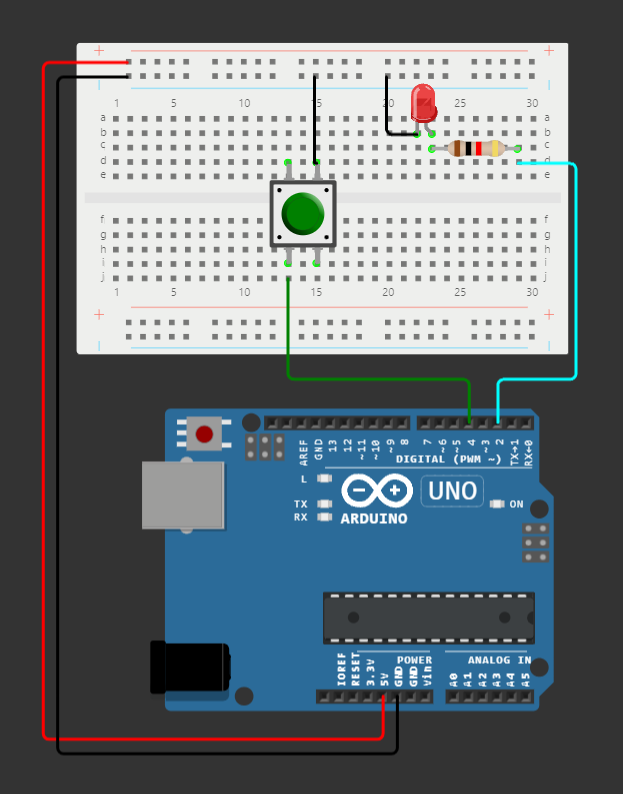 + +
| |
1 5 10 15 20 25 30
a a
b b
c c
d d
e e
f f
g g
h h
i i
j j
1 5 10 15 20 25 30
+ +
| |
AREF GND 13 12 ~11 ~10 ~9 8 7 ~6 ~5 4 ~3 2 TX→1 RX←0
DIGITAL (PWM ~)
L
TX
RX
ARDUINO
UNO
ON
POWER
ANALOG IN
IOREF RESET 3.3V 5V GND GND Vin A0 A1 A2 A3 A4 A5